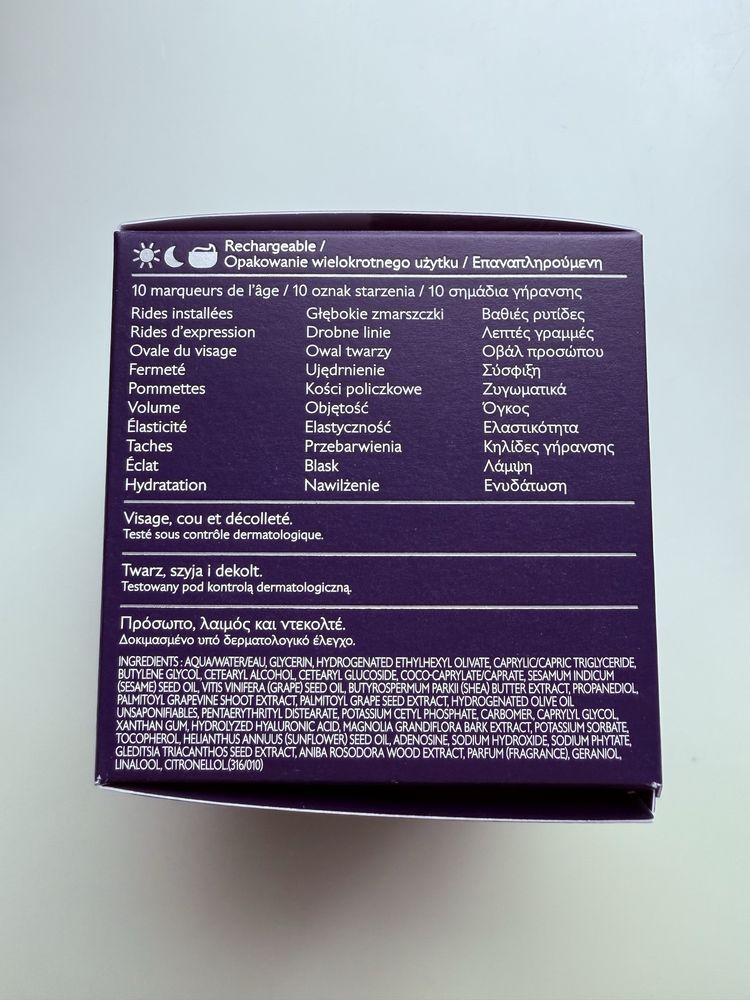 Rechargeable /
Opakowanie wielokrotnego użytku / Επαναπληρούμενη
10 marqueurs de l'âge / 10 oznak starzenia / 10 σημάδια γήρανσης
Rides installées Głębokie zmarszczki Βαθιές ρυτίδες
Rides d'expression Drobne linie Λεπτές γραμμές
Ovale du visage Owal twarzy Οβάλ προσώπου
Fermeté Ujędrnienie Σύσφιξη
Pommettes Kości policzkowe Ζυγωματικά
Volume Objętość Όγκος
Élasticité Elastyczność Ελαστικότητα
Taches Przebarwienia Κηλίδες γήρανσης
Éclat Blask Λάμψη
Hydratation Nawilżenie Ενυδάτωση
Visage, cou et décolleté.
Testé sous contrôle dermatologique.
Twarz, szyja i dekolt.
Testowany pod kontrolą dermatologiczną.
Πρόσωπο, λαιμός και ντεκολτέ.
Δοκιμασμένο υπό δερματολογικό έλεγχο.
INGREDIENTS : AQUA/WATER/EAU, GLYCERIN, HYDROGENATED ETHYLHEXYL OLIVATE, CAPRYLIC/CAPRIC TRIGLYCERIDE,
BUTYLENE GLYCOL, CETEARYL ALCOHOL, CETEARYL GLUCOSIDE, COCO-CAPRYLATE/CAPRATE, SESAMUM INDICUM
(SESAME) SEED OIL, VITIS VINIFERA (GRAPE) SEED OIL, BUTYROSPERMUM PARKII (SHEA) BUTTER EXTRACT, PROPANEDIOL,
PALMITOYL GRAPEVINE SHOOT EXTRACT, PALMITOYL GRAPE SEED EXTRACT, HYDROGENATED OLIVE OIL
UNSAPONIFIABLES, PENTAERYTHRITYL DISTEARATE, POTASSIUM CETYL PHOSPHATE, CARBOMER, CAPRYLYL GLYCOL,
XANTHAN GUM, HYDROLYZED HYALURONIC ACID, MAGNOLIA GRANDIFLORA BARK EXTRACT, POTASSIUM SORBATE,
TOCOPHEROL, HELIANTHUS ANNUUS (SUNFLOWER) SEED OIL, ADENOSINE, SODIUM HYDROXIDE, SODIUM PHYTATE,
GLEDITSIA TRIACANTHOS SEED EXTRACT, ANIBA ROSODORA WOOD EXTRACT, PARFUM (FRAGRANCE), GERANIOL,
LINALOOL, CITRONELLOL.(316/010)